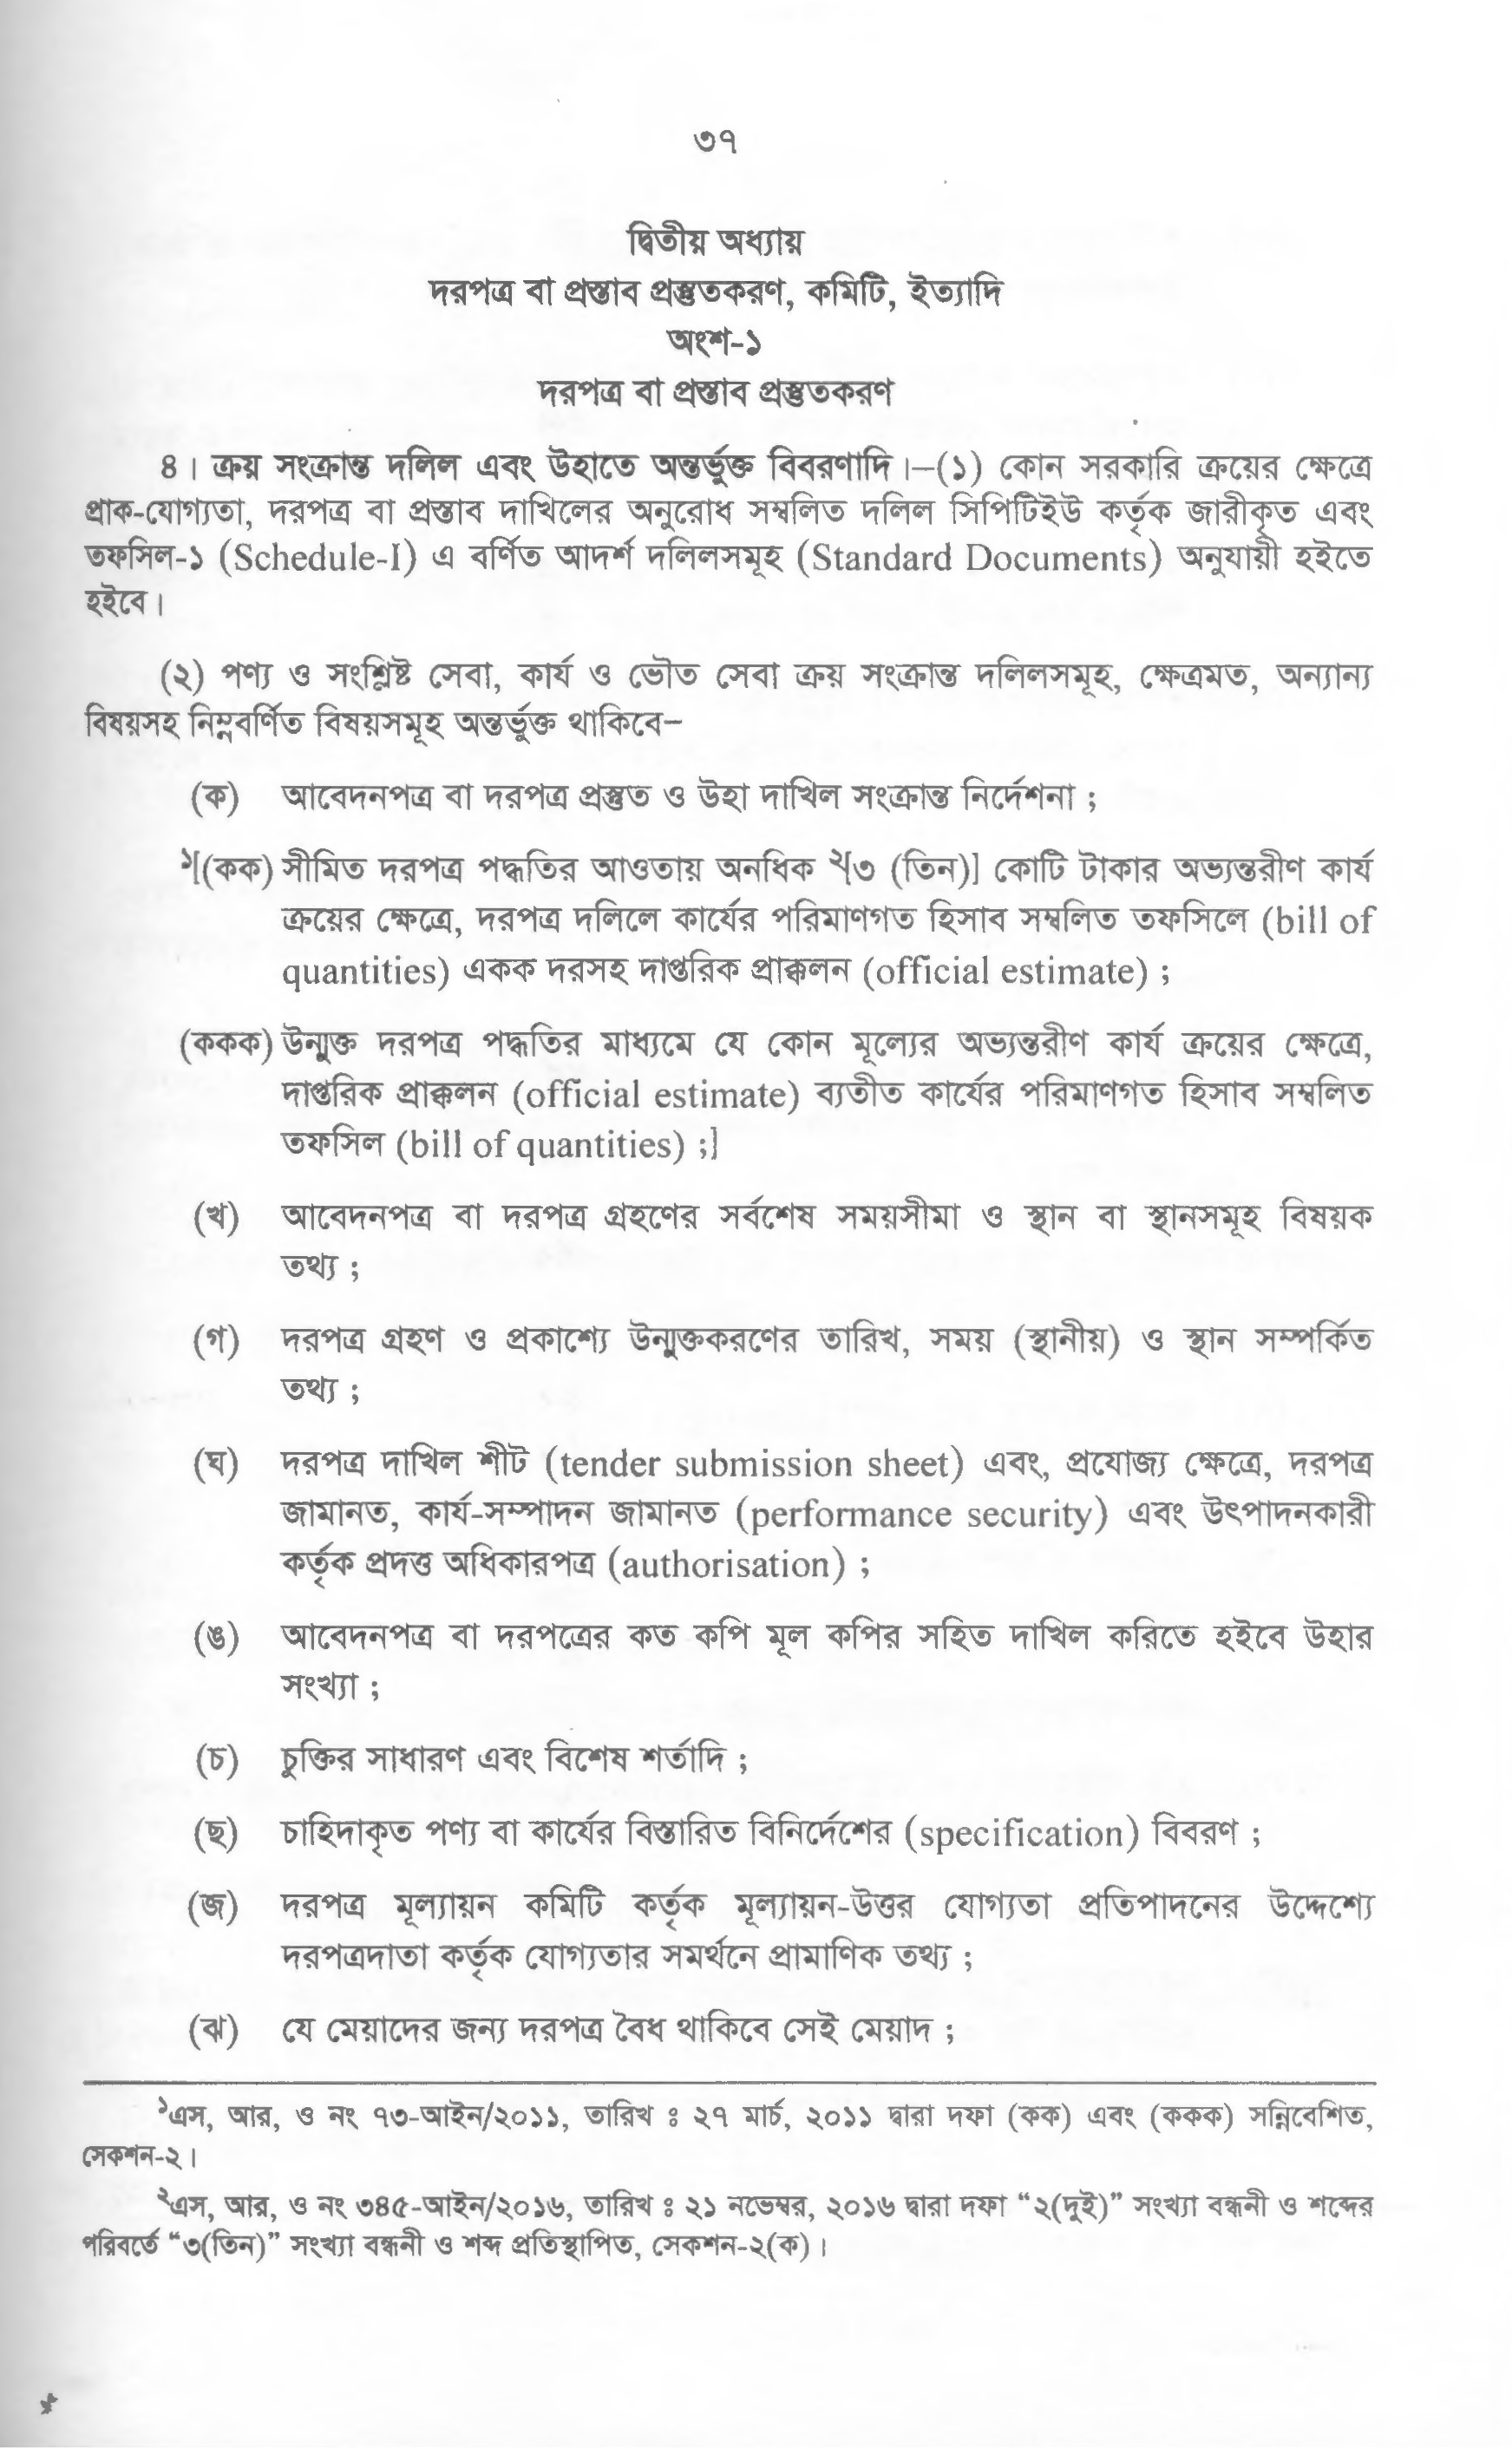 ৩৭
দ্বিতীয় অধ্যায়
দরপত্র বা প্রস্তাব প্রস্তুতকরণ, কমিটি, ইত্যাদি
অংশ-১
দরপত্র বা প্রস্তাব প্রস্তুতকরণ
৪। ক্রয় সংক্রান্ত দলিল এবং উহাতে অন্তর্ভুক্ত বিবরণাদি।–(১) কোন সরকারি ক্রয়ের ক্ষেত্রে
প্রাক-যোগ্যতা, দরপত্র বা প্রস্তাব দাখিলের অনুরোধ সম্বলিত দলিল সিপিটিইউ কর্তৃক জারীকৃত এবং
তফসিল-১ (Schedule-I) এ বর্ণিত আদর্শ দলিলসমূহ (Standard Documents) অনুযায়ী হইতে
হইবে।
(২) পণ্য ও সংশ্লিষ্ট সেবা, কার্য ও ভৌত সেবা ক্রয় সংক্রান্ত দলিলসমূহ, ক্ষেত্রমত, অন্যান্য
বিষয়সহ নিম্নবর্ণিত বিষয়সমূহ অন্তর্ভুক্ত থাকিবে–
(ক) আবেদনপত্র বা দরপত্র প্রস্তুত ও উহা দাখিল সংক্রান্ত নির্দেশনা ;
১[(কক) সীমিত দরপত্র পদ্ধতির আওতায় অনধিক ২[৩ (তিন)] কোটি টাকার অভ্যন্তরীণ কার্য
ক্রয়ের ক্ষেত্রে, দরপত্র দলিলে কার্যের পরিমাণগত হিসাব সম্বলিত তফসিলে (bill of
quantities) একক দরসহ দাপ্তরিক প্রাক্কলন (official estimate) ;
(ককক) উন্মুক্ত দরপত্র পদ্ধতির মাধ্যমে যে কোন মূল্যের অভ্যন্তরীণ কার্য ক্রয়ের ক্ষেত্রে,
দাপ্তরিক প্রাক্কলন (official estimate) ব্যতীত কার্যের পরিমাণগত হিসাব সম্বলিত
তফসিল (bill of quantities) ;]
(খ) আবেদনপত্র বা দরপত্র গ্রহণের সর্বশেষ সময়সীমা ও স্থান বা স্থানসমূহ বিষয়ক
তথ্য ;
(গ) দরপত্র গ্রহণ ও প্রকাশ্যে উন্মুক্তকরণের তারিখ, সময় (স্থানীয়) ও স্থান সম্পর্কিত
তথ্য ;
(ঘ) দরপত্র দাখিল শীট (tender submission sheet) এবং, প্রযোজ্য ক্ষেত্রে, দরপত্র
জামানত, কার্য-সম্পাদন জামানত (performance security) এবং উৎপাদনকারী
কর্তৃক প্রদত্ত অধিকারপত্র (authorisation) ;
(ঙ) আবেদনপত্র বা দরপত্রের কত কপি মূল কপির সহিত দাখিল করিতে হইবে উহার
সংখ্যা ;
(চ) চুক্তির সাধারণ এবং বিশেষ শর্তাদি ;
(ছ) চাহিদাকৃত পণ্য বা কার্যের বিস্তারিত বিনির্দেশের (specification) বিবরণ ;
(জ) দরপত্র মূল্যায়ন কমিটি কর্তৃক মূল্যায়ন-উত্তর যোগ্যতা প্রতিপাদনের উদ্দেশ্যে
দরপত্রদাতা কর্তৃক যোগ্যতার সমর্থনে প্রামাণিক তথ্য ;
(ঝ) যে মেয়াদের জন্য দরপত্র বৈধ থাকিবে সেই মেয়াদ ;
১এস, আর, ও নং ৭৩-আইন/২০১১, তারিখ ঃ ২৭ মার্চ, ২০১১ দ্বারা দফা (কক) এবং (ককক) সন্নিবেশিত,
সেকশন-২।
২এস, আর, ও নং ৩৪৫-আইন/২০১৬, তারিখ ঃ ২১ নভেম্বর, ২০১৬ দ্বারা দফা “২(দুই)” সংখ্যা বন্ধনী ও শব্দের
পরিবর্তে “৩(তিন)” সংখ্যা বন্ধনী ও শব্দ প্রতিস্থাপিত, সেকশন-২(ক)।